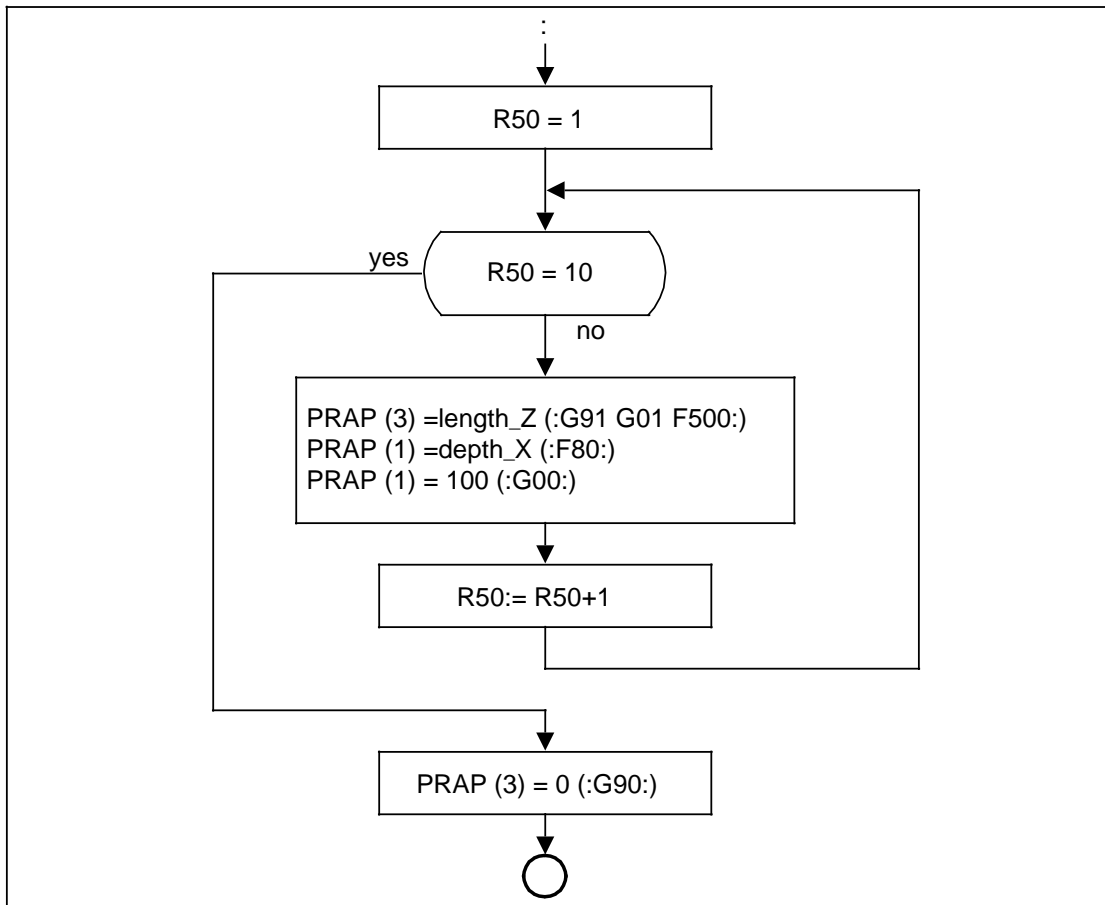 :
R50 = 1
yes
R50 = 10
no
PRAP (3) =length_Z (:G91 G01 F500:)
PRAP (1) =depth_X (:F80:)
PRAP (1) = 100 (:G00:)
R50:= R50+1
PRAP (3) = 0 (:G90:)